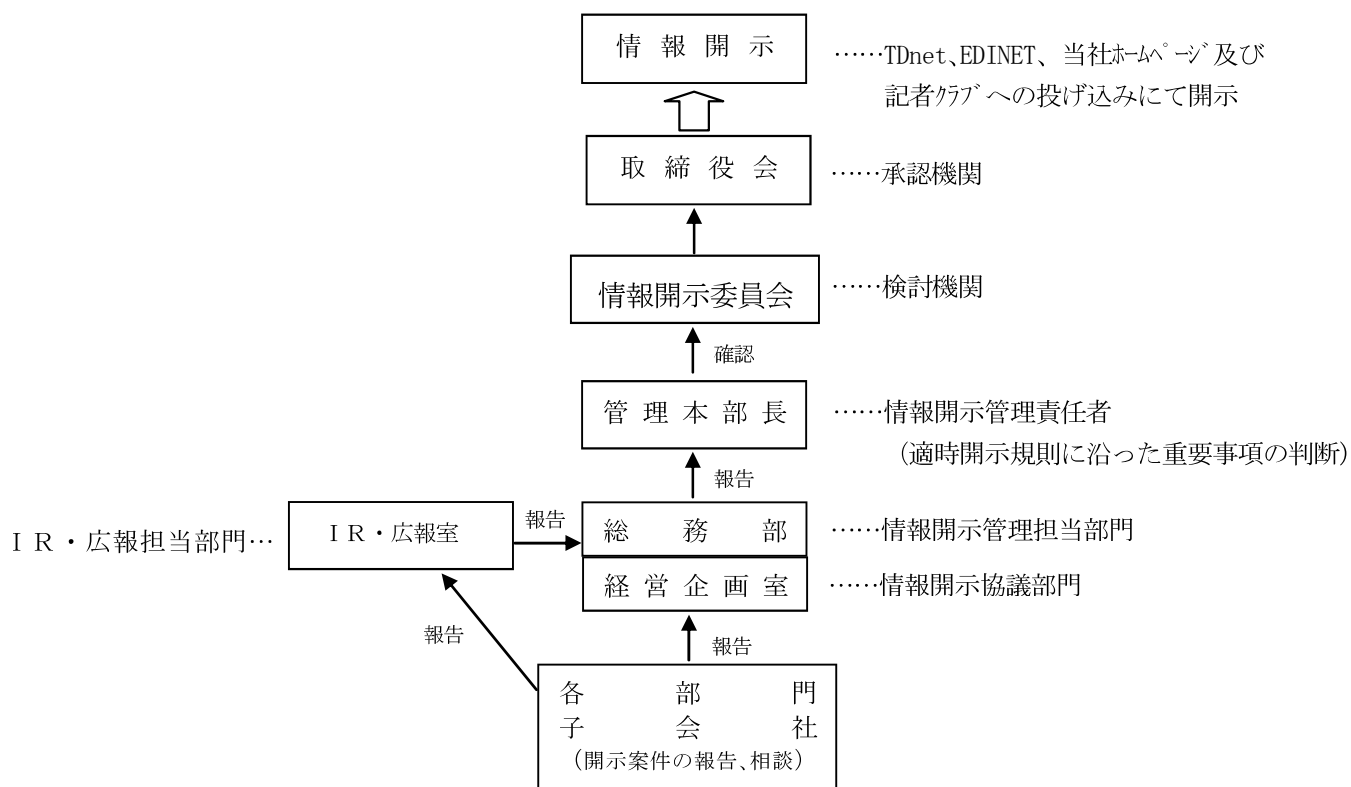 情報開示 ……TDnet、EDINET、当社ﾎｰﾑﾍﾟｰｼﾞ及び
記者ｸﾗﾌﾞへの投げ込みにて開示
取締役会 ……承認機関
情報開示委員会 ……検討機関
確認
管理本部長 ……情報開示管理責任者
（適時開示規則に沿った重要事項の判断）
報告
ＩＲ・広報担当部門… ＩＲ・広報室 報告 総務部 ……情報開示管理担当部門
経営企画室 ……情報開示協議部門
報告 報告
各部門
子会社
（開示案件の報告、相談）